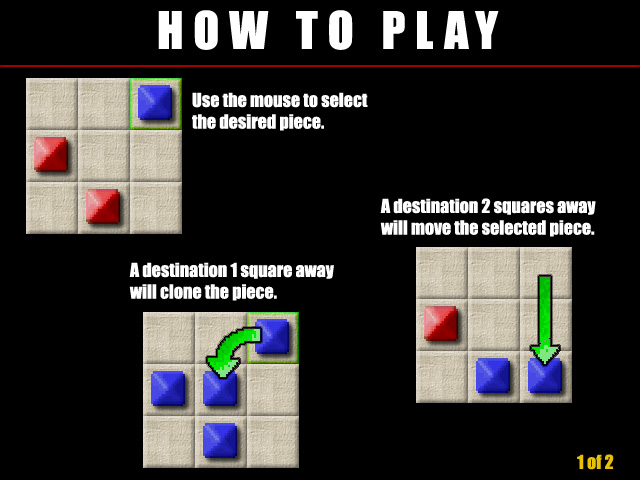 HOW TO PLAY
Use the mouse to select
the desired piece.
A destination 2 squares away
will move the selected piece.
A destination 1 square away
will clone the piece.
1 of 2